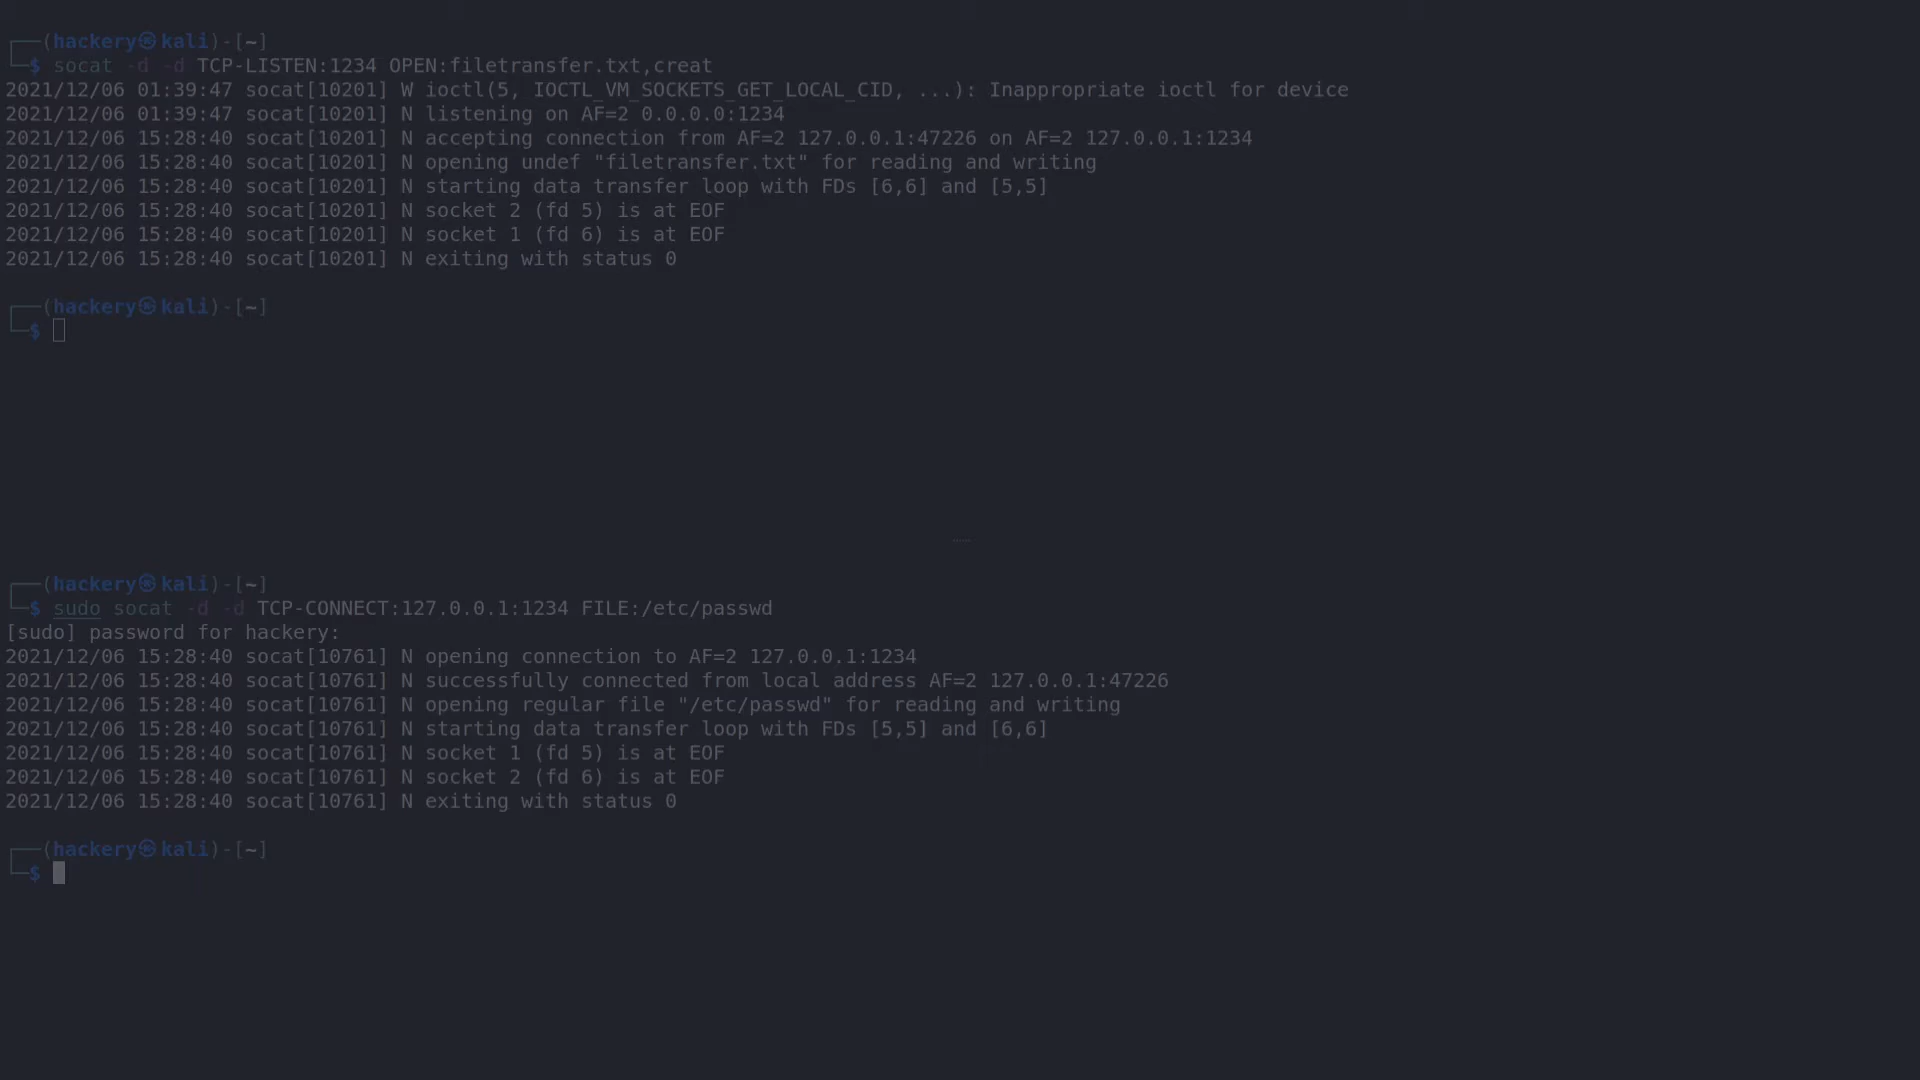 (hackery㉿kali)-[~]
$ socat -d -d TCP-LISTEN:1234 OPEN:filetransfer.txt,creat
2021/12/06 01:39:47 socat[10201] W ioctl(5, IOCTL_VM_SOCKETS_GET_LOCAL_CID, ...): Inappropriate ioctl for device
2021/12/06 01:39:47 socat[10201] N listening on AF=2 0.0.0.0:1234
2021/12/06 15:28:40 socat[10201] N accepting connection from AF=2 127.0.0.1:47226 on AF=2 127.0.0.1:1234
2021/12/06 15:28:40 socat[10201] N opening undef "filetransfer.txt" for reading and writing
2021/12/06 15:28:40 socat[10201] N starting data transfer loop with FDs [6,6] and [5,5]
2021/12/06 15:28:40 socat[10201] N socket 2 (fd 5) is at EOF
2021/12/06 15:28:40 socat[10201] N socket 1 (fd 6) is at EOF
2021/12/06 15:28:40 socat[10201] N exiting with status 0
(hackery㉿kali)-[~]
$
(hackery㉿kali)-[~]
$ sudo socat -d -d TCP-CONNECT:127.0.0.1:1234 FILE:/etc/passwd
[sudo] password for hackery:
2021/12/06 15:28:40 socat[10761] N opening connection to AF=2 127.0.0.1:1234
2021/12/06 15:28:40 socat[10761] N successfully connected from local address AF=2 127.0.0.1:47226
2021/12/06 15:28:40 socat[10761] N opening regular file "/etc/passwd" for reading and writing
2021/12/06 15:28:40 socat[10761] N starting data transfer loop with FDs [5,5] and [6,6]
2021/12/06 15:28:40 socat[10761] N socket 1 (fd 5) is at EOF
2021/12/06 15:28:40 socat[10761] N socket 2 (fd 6) is at EOF
2021/12/06 15:28:40 socat[10761] N exiting with status 0
(hackery㉿kali)-[~]
$